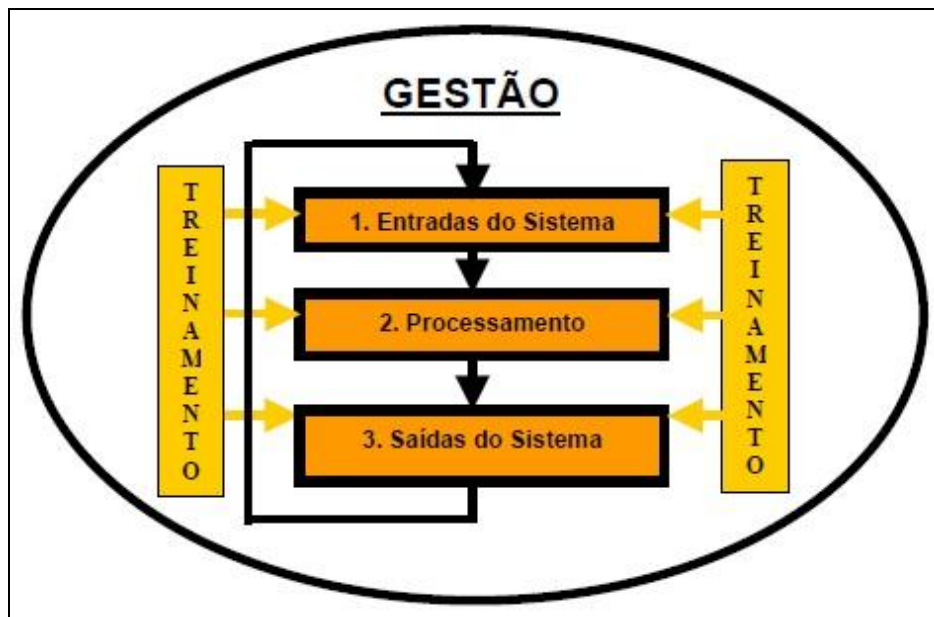 GESTÃO
TREINAMENTO
1. Entradas do Sistema
2. Processamento
3. Saídas do Sistema
TREINAMENTO